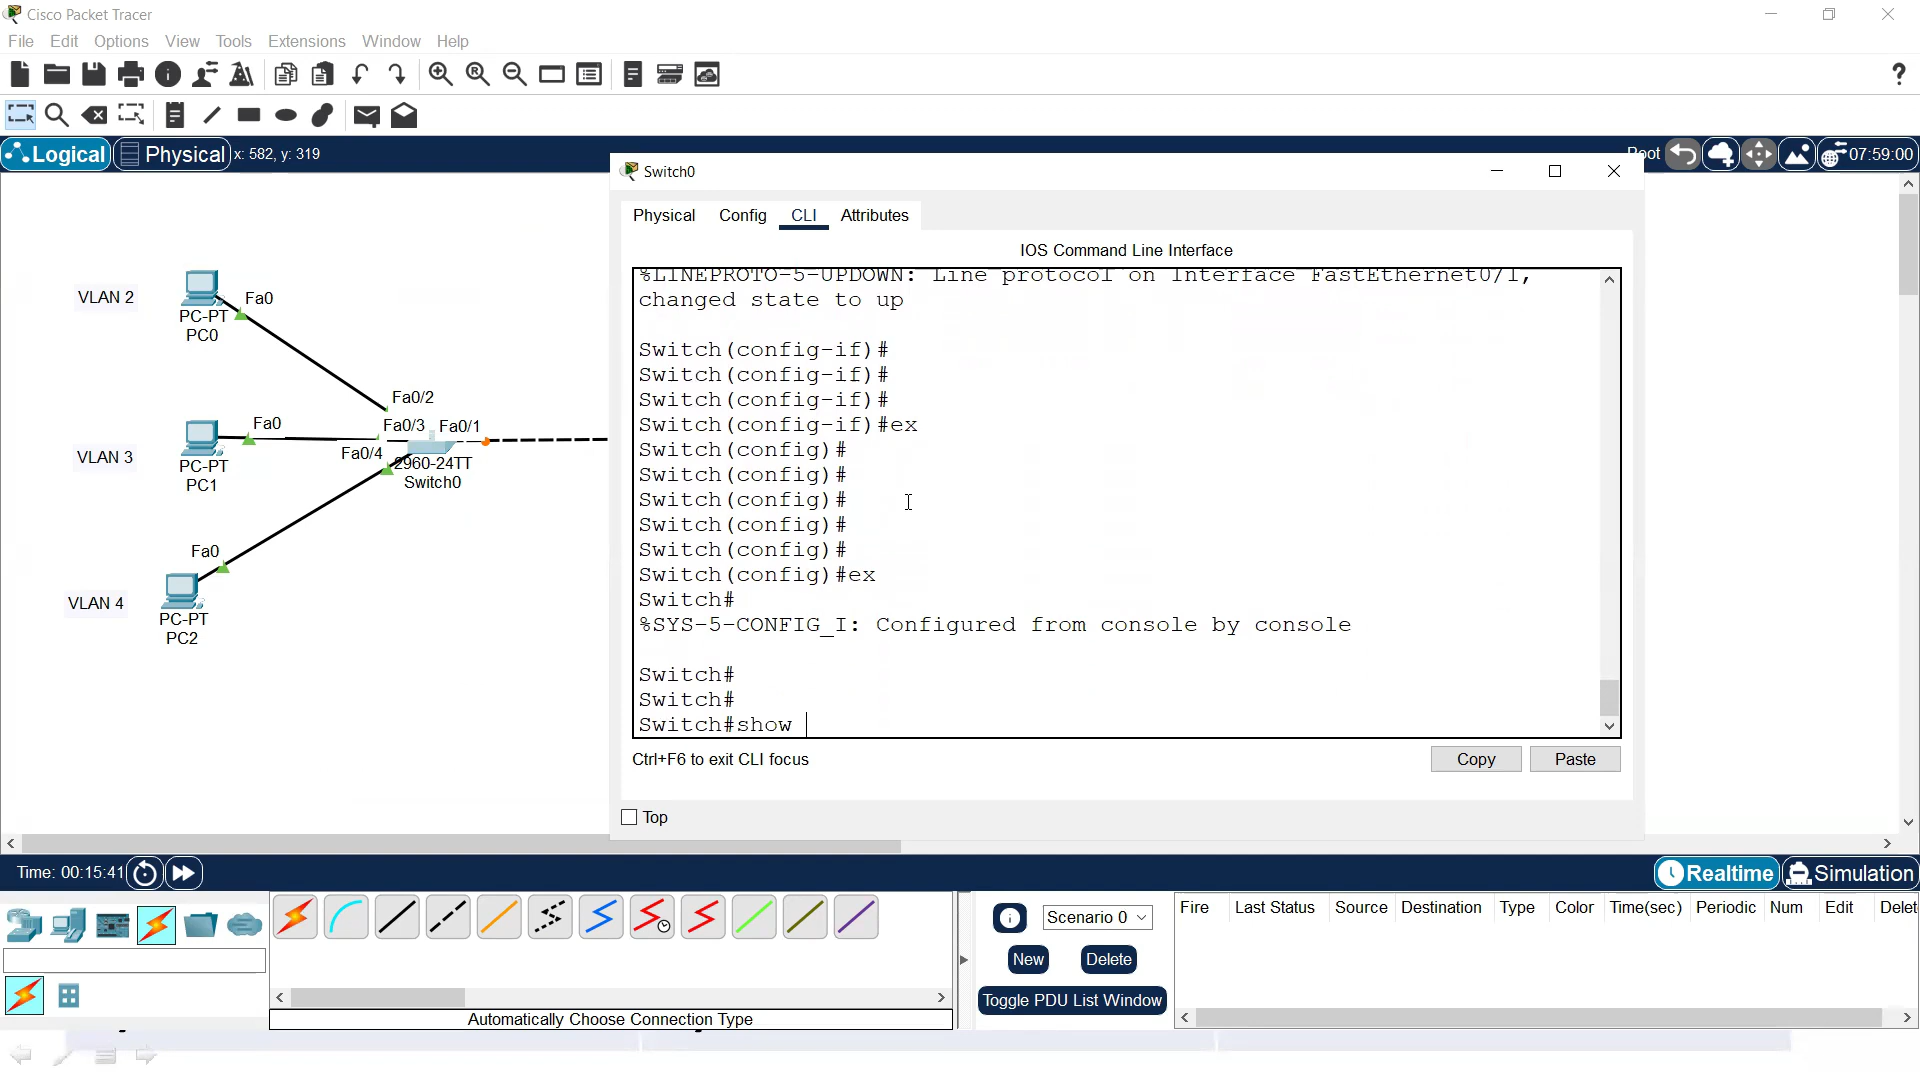 Cisco Packet Tracer
File Edit Options View Tools Extensions Window Help
Logical Physical x: 582, y: 319
Root 07:59:00
VLAN 2
Fa0
PC-PT
PC0
Fa0/2
VLAN 3
Fa0
PC-PT
PC1
Fa0/3 Fa0/1
Fa0/4
2960-24TT
Switch0
VLAN 4
Fa0
PC-PT
PC2
Switch0
Physical Config CLI Attributes
IOS Command Line Interface
%LINEPROTO-5-UPDOWN: Line protocol on Interface FastEthernet0/1,
changed state to up
Switch(config-if)#
Switch(config-if)#
Switch(config-if)#
Switch(config-if)#ex
Switch(config)#
Switch(config)#
Switch(config)#
Switch(config)#
Switch(config)#
Switch(config)#ex
Switch#
%SYS-5-CONFIG_I: Configured from console by console
Switch#
Switch#
Switch#show
Ctrl+F6 to exit CLI focus
Copy Paste
Top
Time: 00:15:41
Realtime Simulation
Automatically Choose Connection Type
Scenario 0
New Delete
Toggle PDU List Window
Fire Last Status Source Destination Type Color Time(sec) Periodic Num Edit Delet